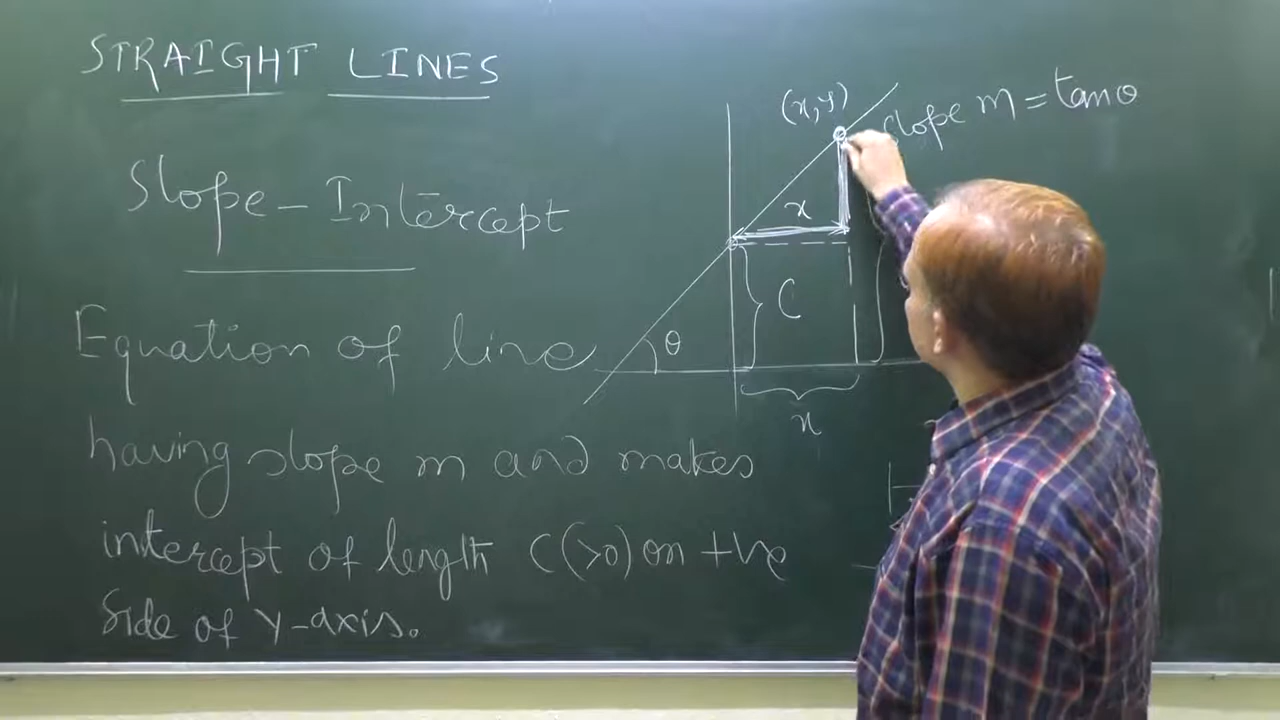 STRAIGHT LINES
Slope-Intercept
Equation of line
having slope m and makes
intercept of length C(>0) on +ve
Side of Y-axis.
(x,y)
slope m = tanθ
x
C
θ
x